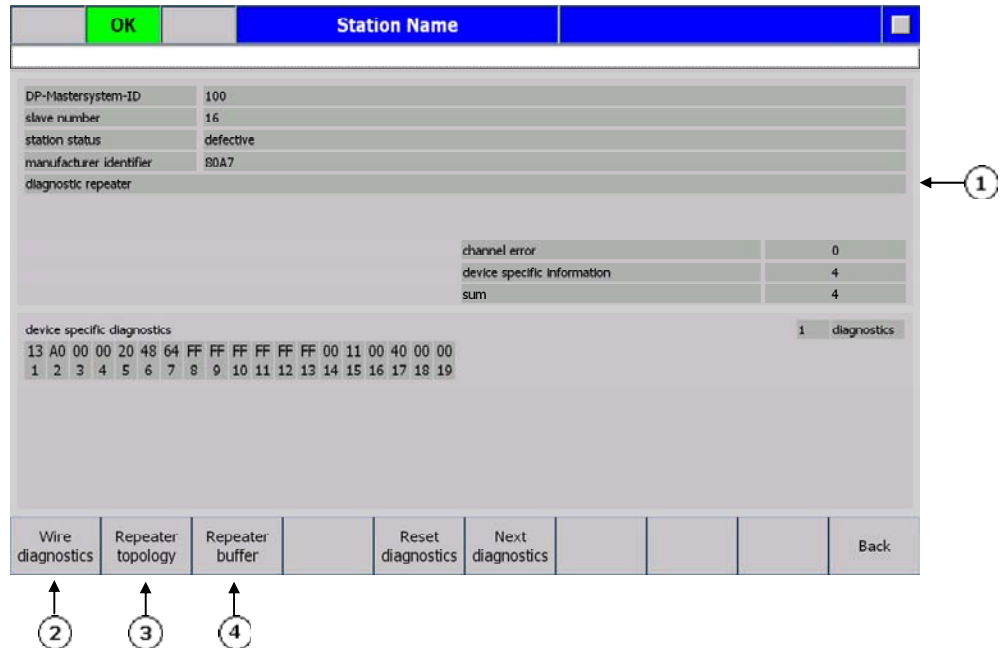 OK Station Name
DP-Mastersystem-ID 100
slave number 16
station status defective
manufacturer identifier 80A7
diagnostic repeater
1
channel error 0
device specific information 4
sum 4
device specific diagnostics 1 diagnostics
13 A0 00 00 20 48 64 FF FF FF FF FF FF 00 11 00 40 00 00
1 2 3 4 5 6 7 8 9 10 11 12 13 14 15 16 17 18 19
Wire diagnostics Repeater topology Repeater buffer Reset diagnostics Next diagnostics Back
2 3 4